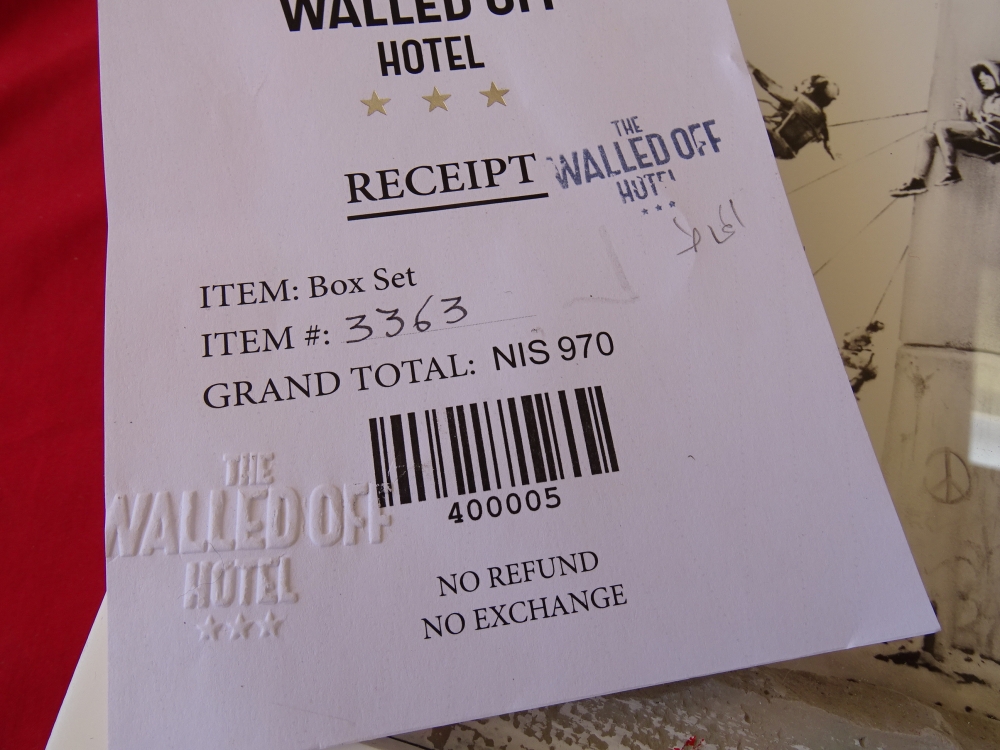 WALLED OFF
HOTEL
RECEIPT
THE
WALLED OFF
HOTEL
ITEM: Box Set
ITEM #: 3363
GRAND TOTAL: NIS 970
400005
THE
WALLED OFF
HOTEL
NO REFUND
NO EXCHANGE